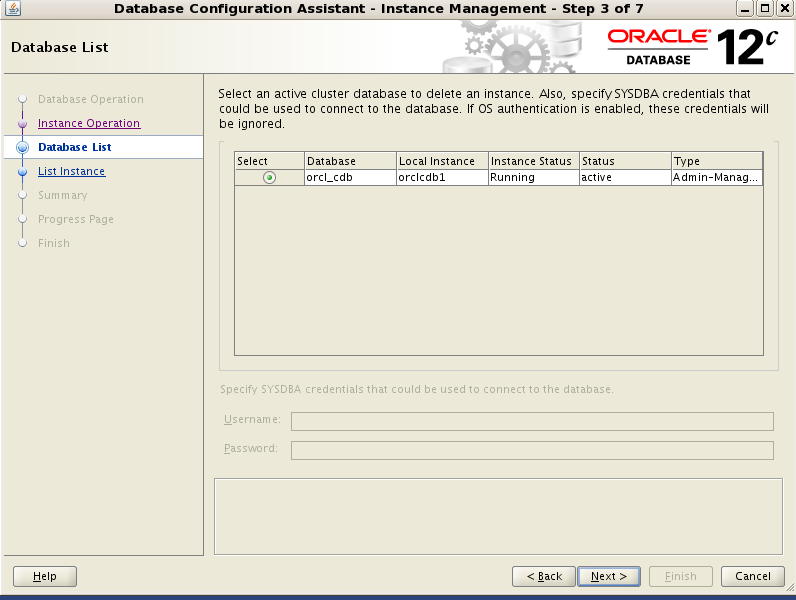 Database Configuration Assistant - Instance Management - Step 3 of 7
Database List
ORACLE®
DATABASE
12c
Database Operation
Instance Operation
Database List
List Instance
Summary
Progress Page
Finish
Select an active cluster database to delete an instance. Also, specify SYSDBA credentials that
could be used to connect to the database. If OS authentication is enabled, these credentials will
be ignored.
Select Database Local Instance Instance Status Status Type
orcl_cdb orclcdb1 Running active Admin-Manag...
Specify SYSDBA credentials that could be used to connect to the database.
Username:
Password:
Help < Back Next > Finish Cancel